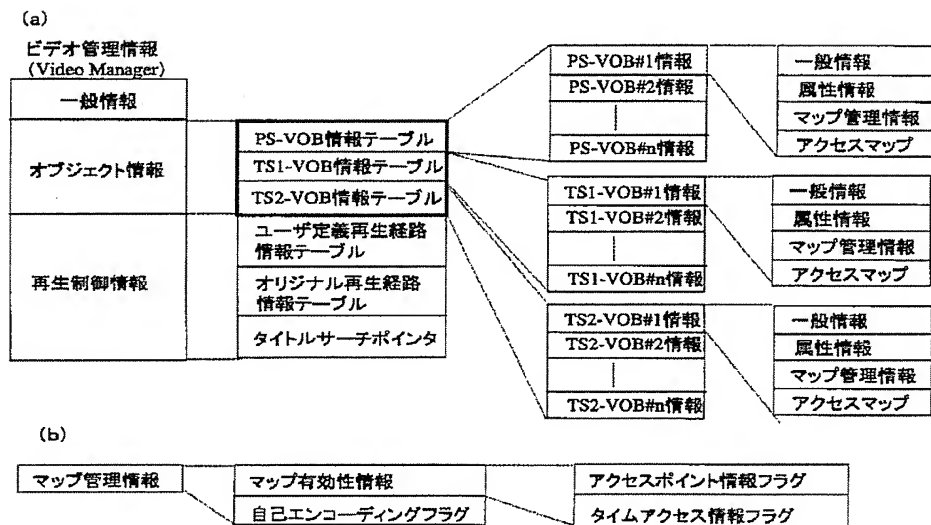 (a)
ビデオ管理情報
(Video Manager)
一般情報
オブジェクト情報
再生制御情報
PS-VOB情報テーブル
TS1-VOB情報テーブル
TS2-VOB情報テーブル
ユーザ定義再生経路
情報テーブル
オリジナル再生経路
情報テーブル
タイトルサーチポインタ
PS-VOB#1情報
PS-VOB#2情報
PS-VOB#n情報
一般情報
属性情報
マップ管理情報
アクセスマップ
TS1-VOB#1情報
TS1-VOB#2情報
TS1-VOB#n情報
一般情報
属性情報
マップ管理情報
アクセスマップ
TS2-VOB#1情報
TS2-VOB#2情報
TS2-VOB#n情報
一般情報
属性情報
マップ管理情報
アクセスマップ
(b)
マップ管理情報
マップ有効性情報
自己エンコーディングフラグ
アクセスポイント情報フラグ
タイムアクセス情報フラグ